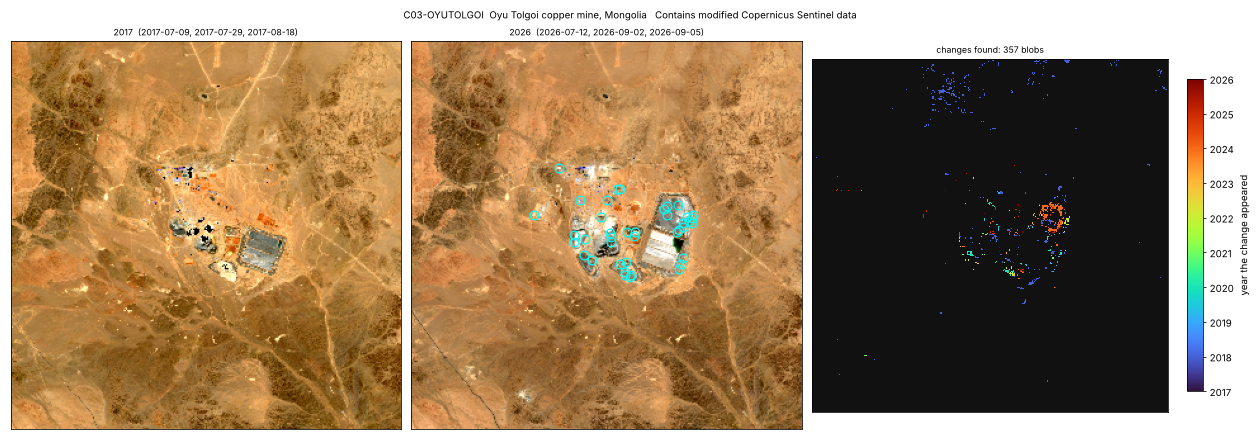 C03-OYUTOLGOI  Oyu Tolgoi copper mine, Mongolia   Contains modified Copernicus Sentinel data
2017  (2017-07-09, 2017-07-29, 2017-08-18)
2026  (2026-07-12, 2026-09-02, 2026-09-05)
changes found: 357 blobs
2026
2025
2024
2023
2022
2021
2020
2019
2018
2017
year the change appeared